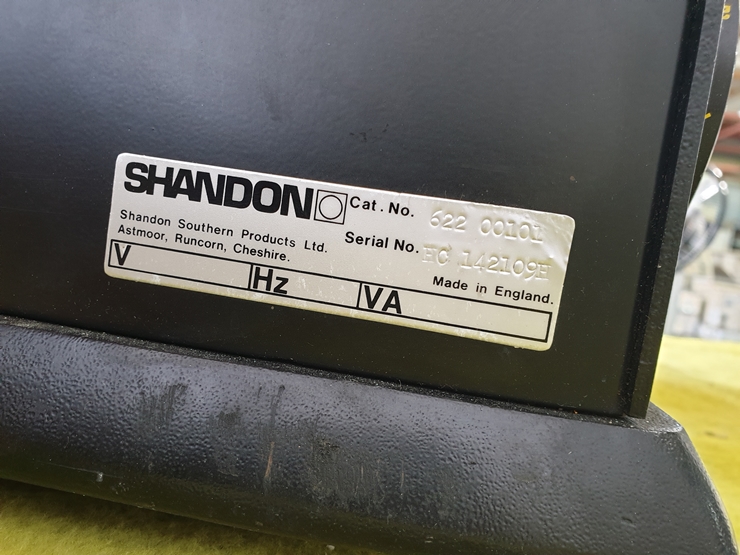 SHANDON
Cat. No. 622 00101
Shandon Southern Products Ltd.
Astmoor, Runcorn, Cheshire.
Serial No. HC 142109H
Made in England.
V Hz VA